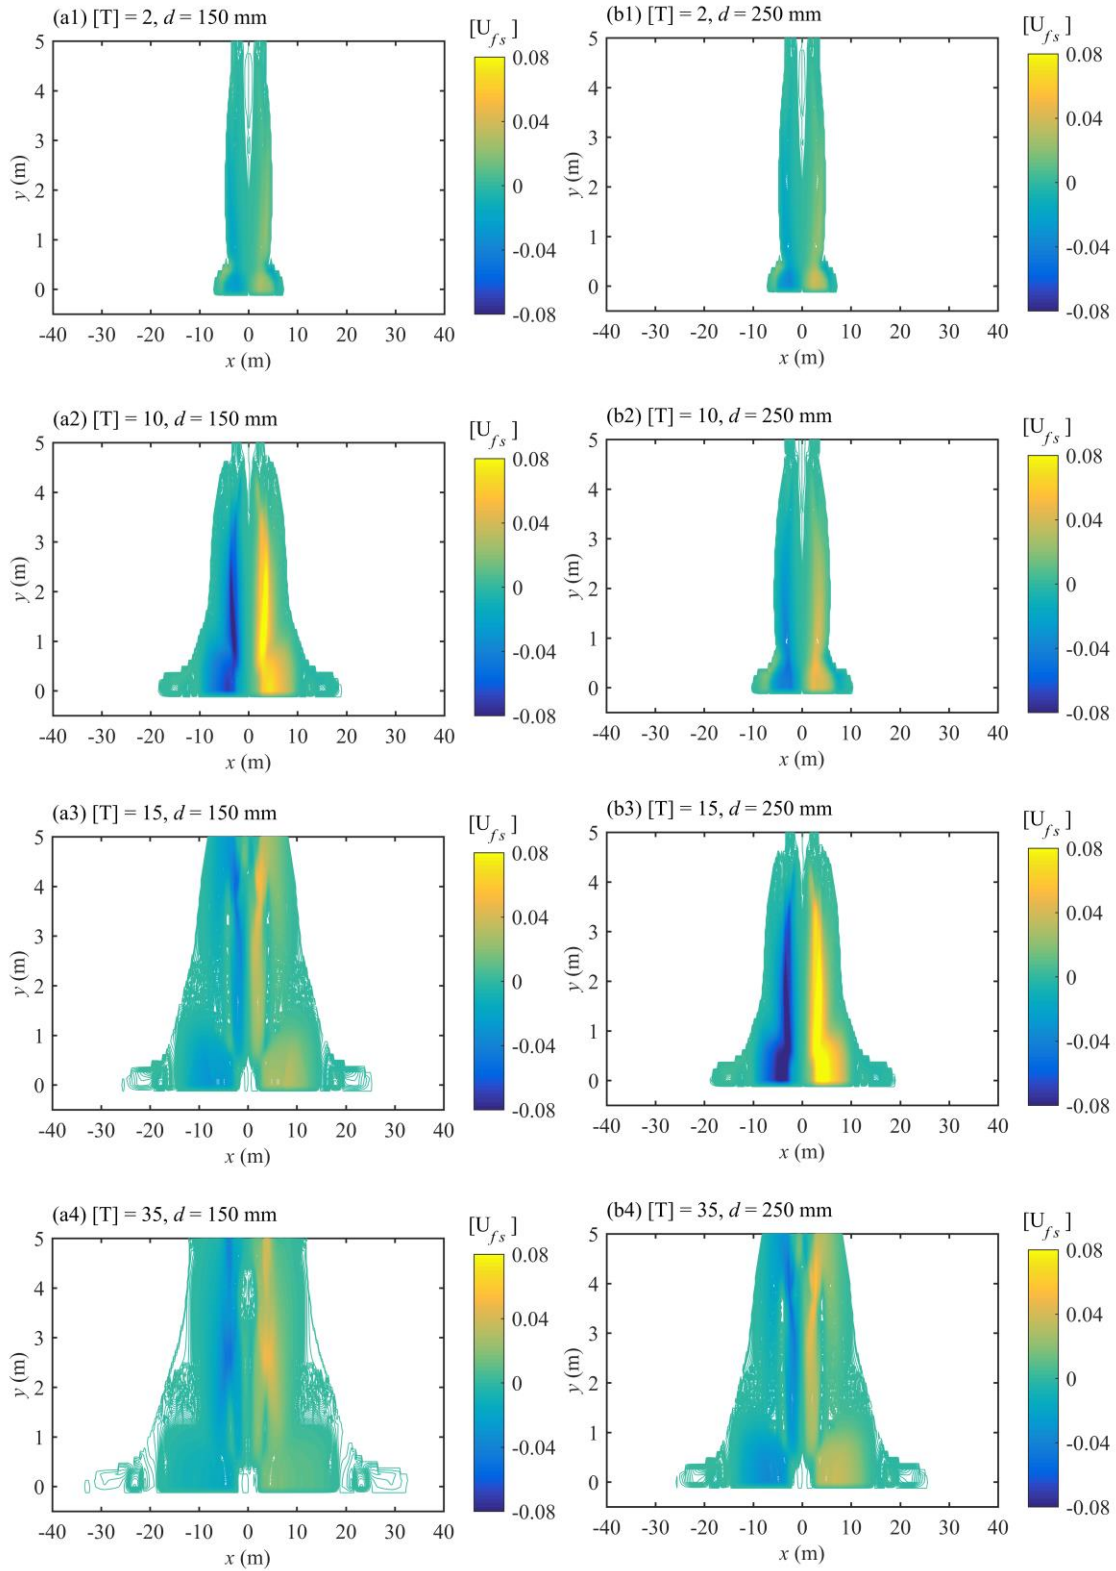 (a1) [T] = 2, d = 150 mm
[U_fs]
5
4
3
2
1
0
y (m)
-40 -30 -20 -10 0 10 20 30 40
x (m)
0.08
0.04
0
-0.04
-0.08
(b1) [T] = 2, d = 250 mm
[U_fs]
5
4
3
2
1
0
y (m)
-40 -30 -20 -10 0 10 20 30 40
x (m)
0.08
0.04
0
-0.04
-0.08
(a2) [T] = 10, d = 150 mm
[U_fs]
5
4
3
2
1
0
y (m)
-40 -30 -20 -10 0 10 20 30 40
x (m)
0.08
0.04
0
-0.04
-0.08
(b2) [T] = 10, d = 250 mm
[U_fs]
5
4
3
2
1
0
y (m)
-40 -30 -20 -10 0 10 20 30 40
x (m)
0.08
0.04
0
-0.04
-0.08
(a3) [T] = 15, d = 150 mm
[U_fs]
5
4
3
2
1
0
y (m)
-40 -30 -20 -10 0 10 20 30 40
x (m)
0.08
0.04
0
-0.04
-0.08
(b3) [T] = 15, d = 250 mm
[U_fs]
5
4
3
2
1
0
y (m)
-40 -30 -20 -10 0 10 20 30 40
x (m)
0.08
0.04
0
-0.04
-0.08
(a4) [T] = 35, d = 150 mm
[U_fs]
5
4
3
2
1
0
y (m)
-40 -30 -20 -10 0 10 20 30 40
x (m)
0.08
0.04
0
-0.04
-0.08
(b4) [T] = 35, d = 250 mm
[U_fs]
5
4
3
2
1
0
y (m)
-40 -30 -20 -10 0 10 20 30 40
x (m)
0.08
0.04
0
-0.04
-0.08